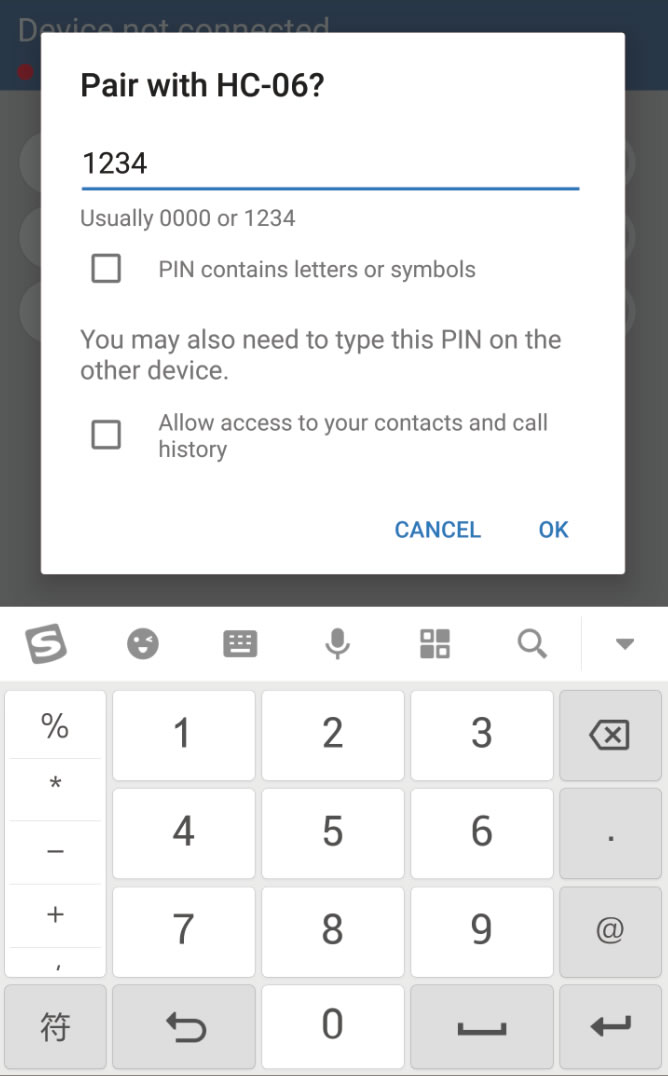 Device not connected
Pair with HC-06?
1234
Usually 0000 or 1234
PIN contains letters or symbols
You may also need to type this PIN on the
other device.
Allow access to your contacts and call
history
CANCEL OK
S
% 1 2 3
*
4 5 6 .
−
+
7 8 9 @
,
符 0